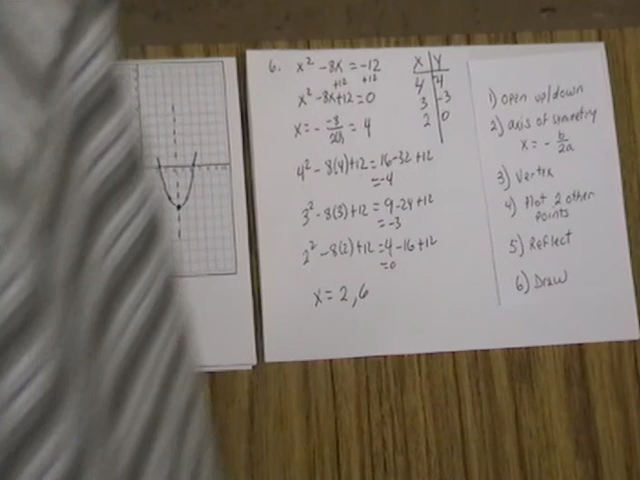 6. x² - 8x = -12
+12 +12
x² - 8x + 12 = 0
x = - -8/2(1) = 4
4² - 8(4) + 12 = 16 - 32 + 12
= -4
3² - 8(3) + 12 = 9 - 24 + 12
= -3
2² - 8(2) + 12 = 4 - 16 + 12
= 0
x = 2, 6
X Y
4 -4
3 -3
2 0
1) open up/down
2) axis of symmetry
x = - b/2a
3) Vertex
4) Plot 2 other
points
5) Reflect
6) Draw